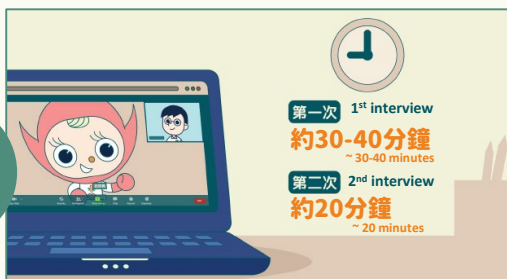 第一次 1st interview
約30-40分鐘
~ 30-40 minutes
第二次 2nd interview
約20分鐘
~ 20 minutes